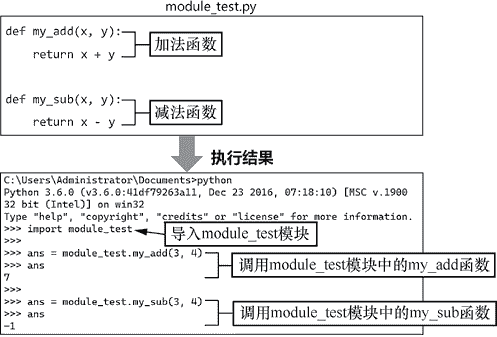 module_test.py
def my_add(x, y):
return x + y
加法函数
def my_sub(x, y):
return x - y
减法函数
执行结果
C:\Users\Administrator\Documents>python
Python 3.6.0 (v3.6.0:41df79263a11, Dec 23 2016, 07:18:10) [MSC v.1900
32 bit (Intel)] on win32
Type "help", "copyright", "credits" or "license" for more information.
>>> import module_test
导入module_test模块
>>>
>>> ans = module_test.my_add(3, 4)
>>> ans
调用module_test模块中的my_add函数
7
>>>
>>> ans = module_test.my_sub(3, 4)
>>> ans
调用module_test模块中的my_sub函数
-1